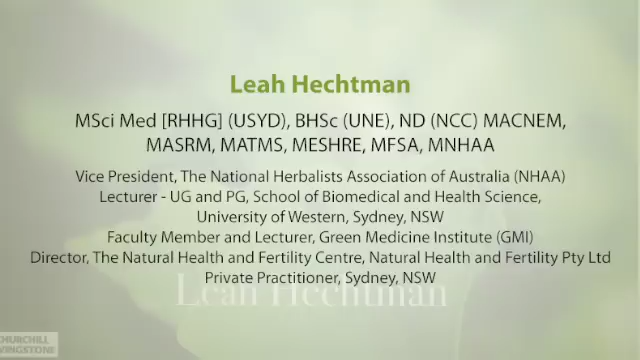 Leah Hechtman
MSci Med [RHHG] (USYD), BHSc (UNE), ND (NCC) MACNEM,
MASRM, MATMS, MESHRE, MFSA, MNHAA
Vice President, The National Herbalists Association of Australia (NHAA)
Lecturer - UG and PG, School of Biomedical and Health Science,
University of Western, Sydney, NSW
Faculty Member and Lecturer, Green Medicine Institute (GMI)
Director, The Natural Health and Fertility Centre, Natural Health and Fertility Pty Ltd
Private Practitioner, Sydney, NSW
Leah Hechtman
CHURCHILL
VINGSTONE